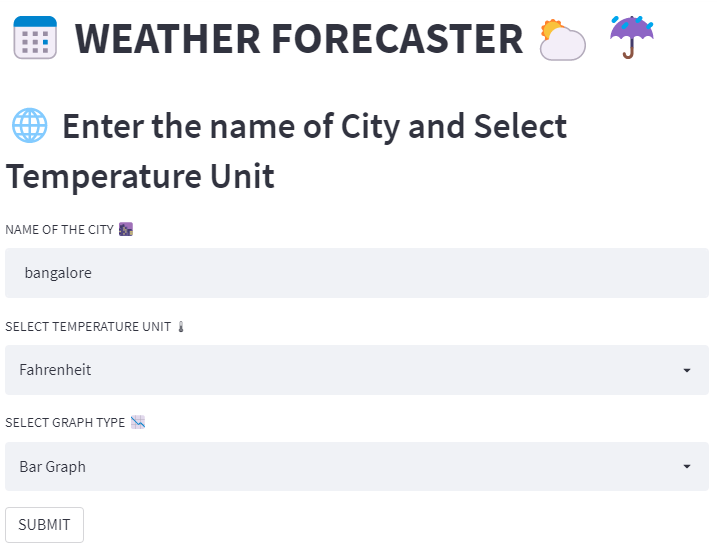 WEATHER FORECASTER
Enter the name of City and Select
Temperature Unit
NAME OF THE CITY
bangalore
SELECT TEMPERATURE UNIT
Fahrenheit
SELECT GRAPH TYPE
Bar Graph
SUBMIT